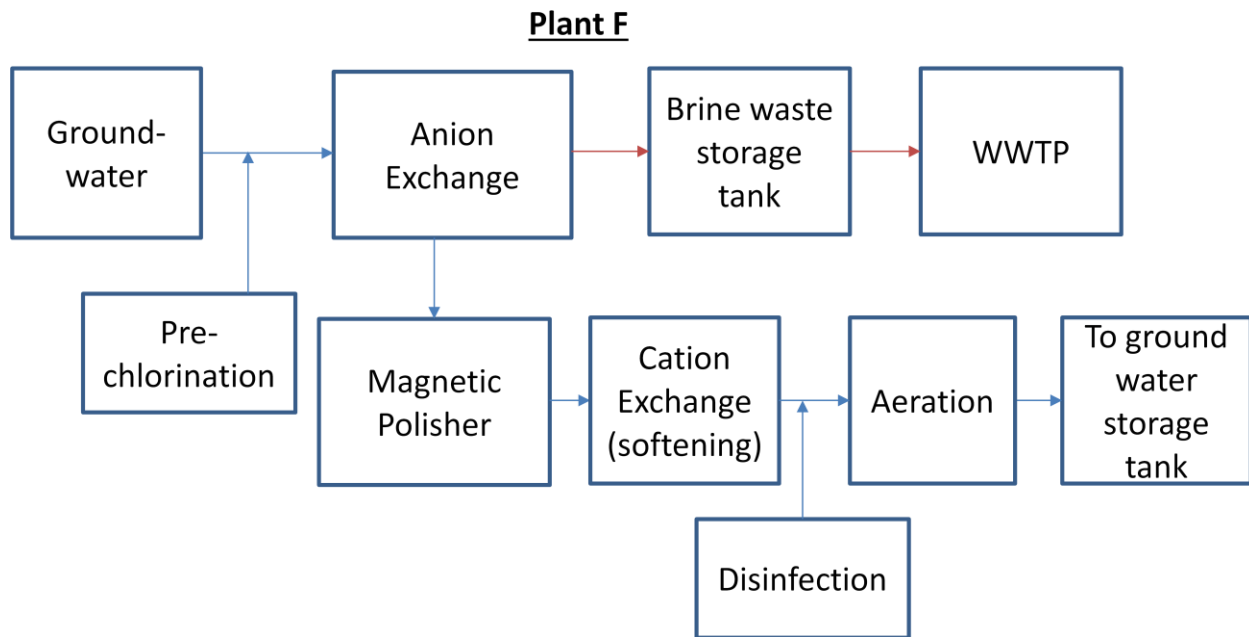 Plant F
Ground-
water
Anion
Exchange
Brine waste
storage
tank
WWTP
Pre-
chlorination
Magnetic
Polisher
Cation
Exchange
(softening)
Aeration
To ground
water
storage
tank
Disinfection